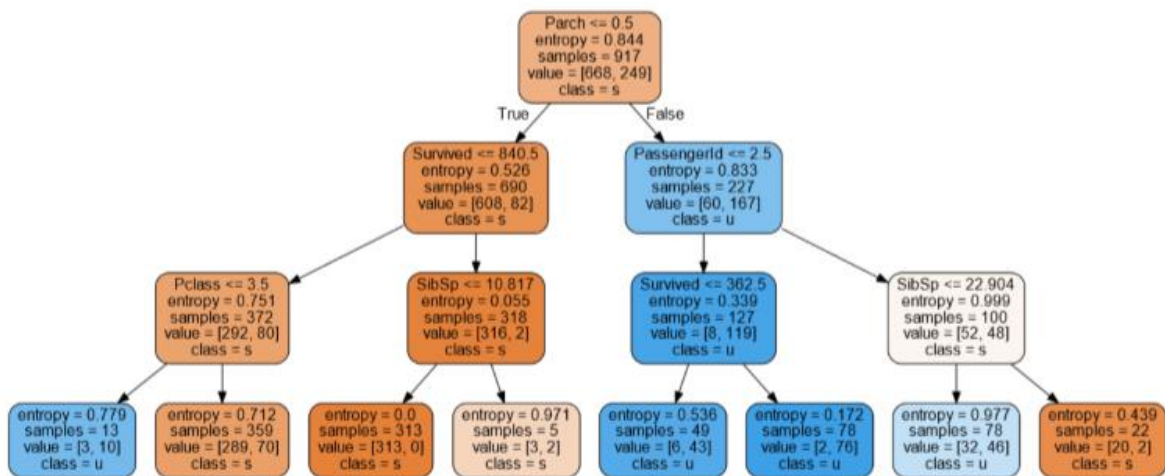 Parch <= 0.5
entropy = 0.844
samples = 917
value = [668, 249]
class = s
True
False
Survived <= 840.5
entropy = 0.526
samples = 690
value = [608, 82]
class = s
PassengerId <= 2.5
entropy = 0.833
samples = 227
value = [60, 167]
class = u
Pclass <= 3.5
entropy = 0.751
samples = 372
value = [292, 80]
class = s
SibSp <= 10.817
entropy = 0.055
samples = 318
value = [316, 2]
class = s
Survived <= 362.5
entropy = 0.339
samples = 127
value = [8, 119]
class = u
SibSp <= 22.904
entropy = 0.999
samples = 100
value = [52, 48]
class = s
entropy = 0.779
samples = 13
value = [3, 10]
class = u
entropy = 0.712
samples = 359
value = [289, 70]
class = s
entropy = 0.0
samples = 313
value = [313, 0]
class = s
entropy = 0.971
samples = 5
value = [3, 2]
class = s
entropy = 0.536
samples = 49
value = [6, 43]
class = u
entropy = 0.172
samples = 78
value = [2, 76]
class = u
entropy = 0.977
samples = 78
value = [32, 46]
class = u
entropy = 0.439
samples = 22
value = [20, 2]
class = s